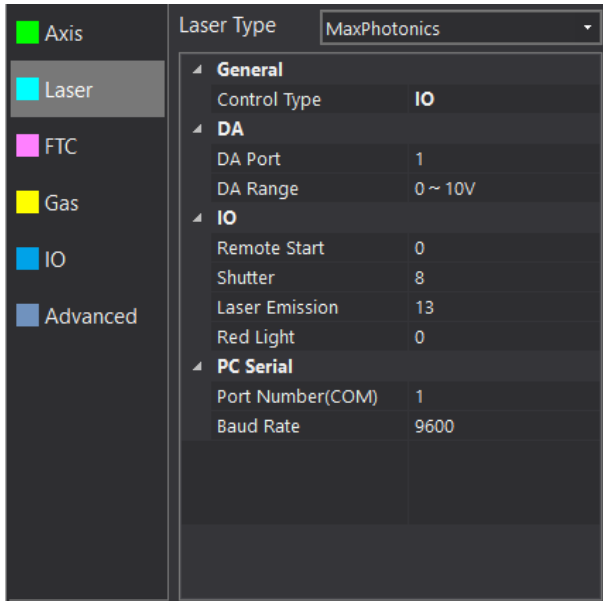 Axis
Laser
FTC
Gas
IO
Advanced
Laser Type MaxPhotonics
General
Control Type IO
DA
DA Port 1
DA Range 0 ~ 10V
IO
Remote Start 0
Shutter 8
Laser Emission 13
Red Light 0
PC Serial
Port Number(COM) 1
Baud Rate 9600